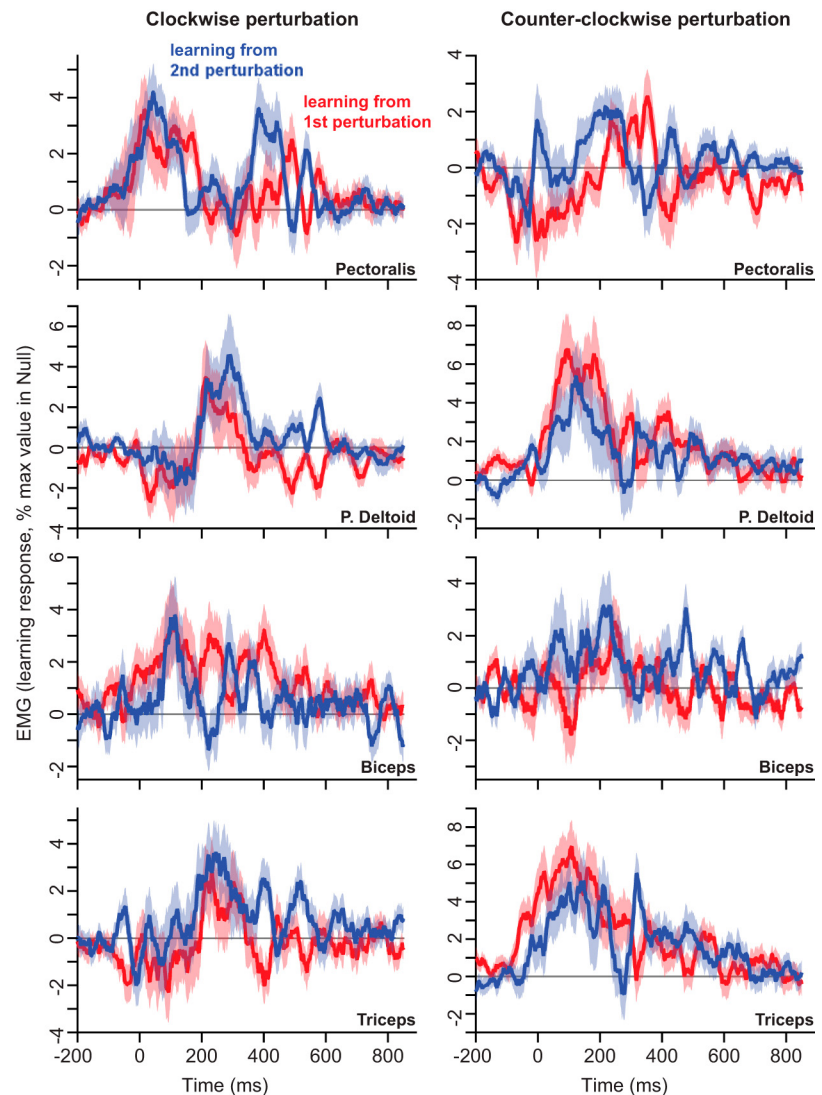 Clockwise perturbation
Counter-clockwise perturbation
learning from
2nd perturbation
learning from
1st perturbation
4
2
0
-2
Pectoralis
4
2
0
-2
-4
Pectoralis
6
4
2
0
-2
-4
P. Deltoid
8
6
4
2
0
-2
P. Deltoid
EMG (learning response, % max value in Null)
6
4
2
0
-2
Biceps
4
2
0
-2
-4
Biceps
4
2
0
-2
-4
Triceps
8
6
4
2
0
-2
Triceps
-200 0 200 400 600 800
-200 0 200 400 600 800
Time (ms)
Time (ms)